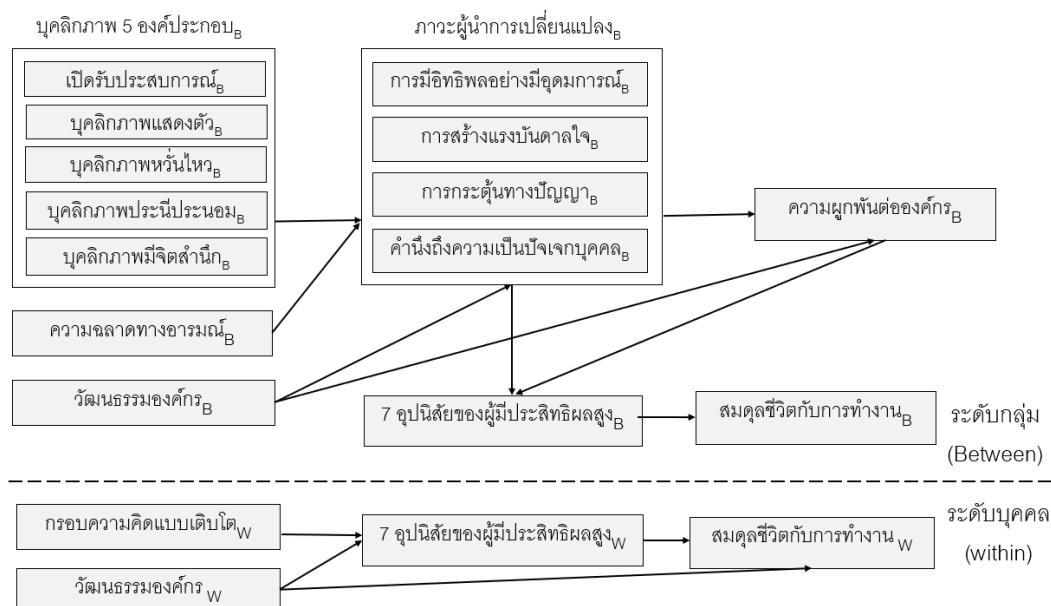 บุคลิกภาพ 5 องค์ประกอบB
ภาวะผู้นำการเปลี่ยนแปลงB
เปิดรับประสบการณ์B
บุคลิกภาพแสดงตัวB
บุคลิกภาพหวั่นไหวB
บุคลิกภาพประนีประนอมB
บุคลิกภาพมีจิตสำนึกB
การมีอิทธิพลอย่างมีอุดมการณ์B
การสร้างแรงบันดาลใจB
การกระตุ้นทางปัญญาB
คำนึงถึงความเป็นปัจเจกบุคคลB
ความผูกพันต่อองค์กรB
ความฉลาดทางอารมณ์B
วัฒนธรรมองค์กรB
7 อุปนิสัยของผู้มีประสิทธิผลสูงB
สมดุลชีวิตกับการทำงานB
ระดับกลุ่ม
(Between)
กรอบความคิดแบบเติบโตW
วัฒนธรรมองค์กร W
7 อุปนิสัยของผู้มีประสิทธิผลสูงW
สมดุลชีวิตกับการทำงาน W
ระดับบุคคล
(within)